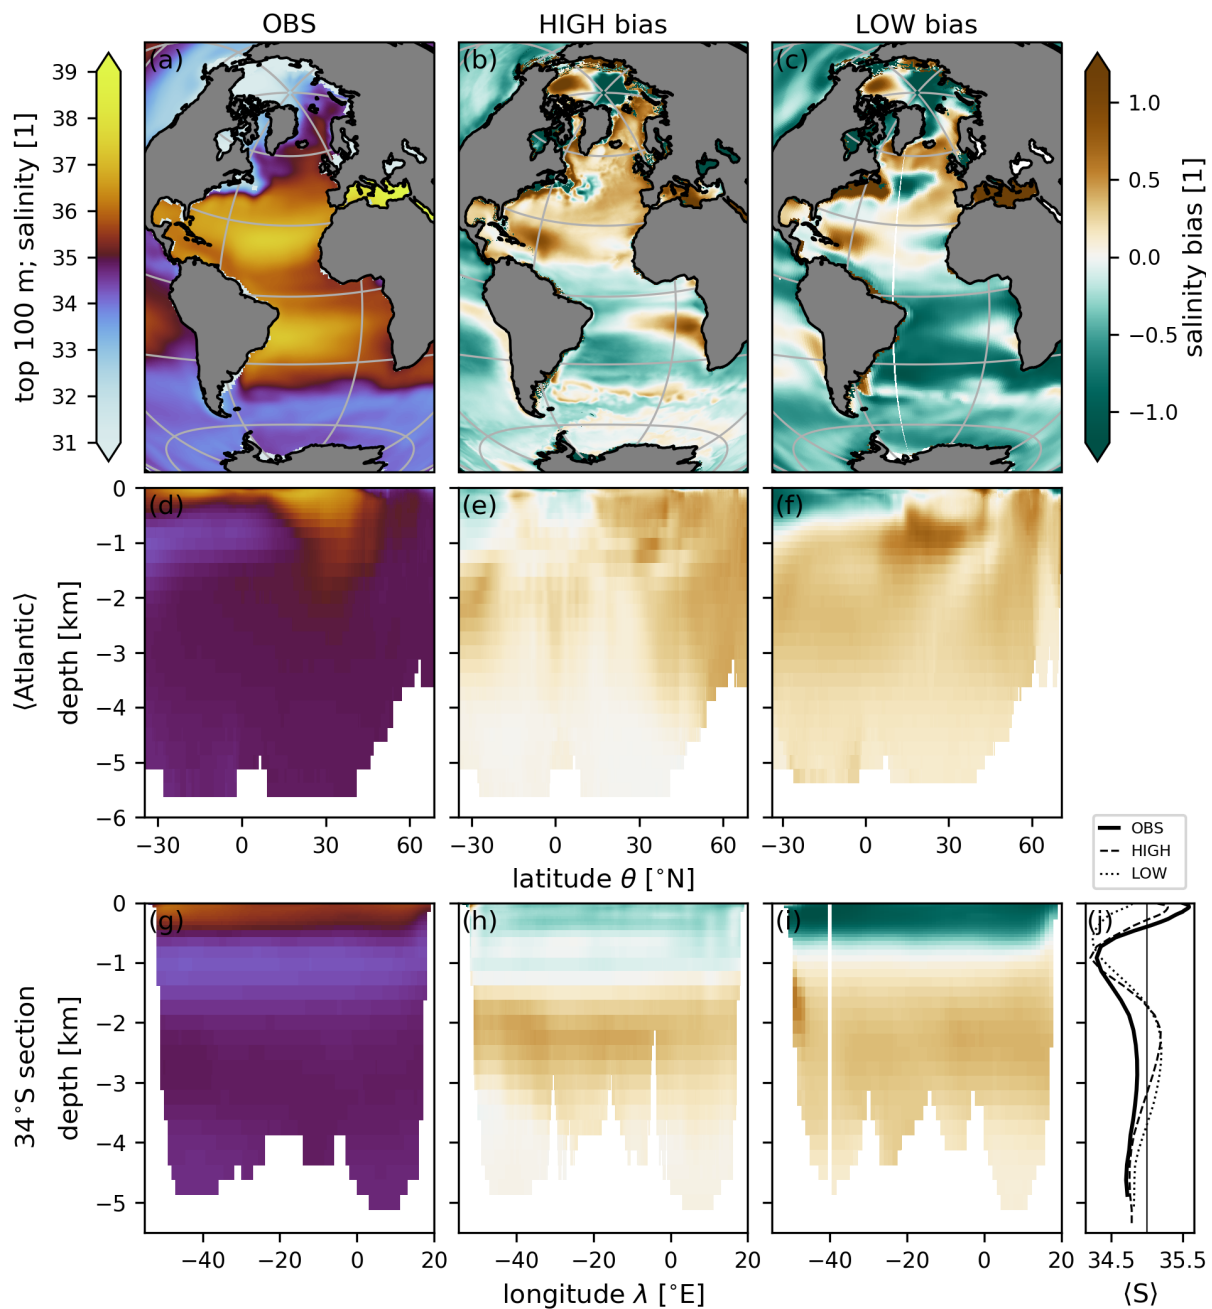 OBS
HIGH bias
LOW bias
(a)
(b)
(c)
39
38
37
36
35
34
33
32
31
top 100 m; salinity [1]
1.0
0.5
0.0
−0.5
−1.0
salinity bias [1]
(d)
(e)
(f)
0
−1
−2
−3
−4
−5
−6
⟨Atlantic⟩
depth [km]
−30
0
30
60
−30
0
30
60
−30
0
30
60
latitude θ [°N]
OBS
HIGH
LOW
(g)
(h)
(i)
(j)
0
−1
−2
−3
−4
−5
34°S section
depth [km]
−40
−20
0
20
−40
−20
0
20
−40
−20
0
20
34.5
35.5
longitude λ [°E]
⟨S⟩